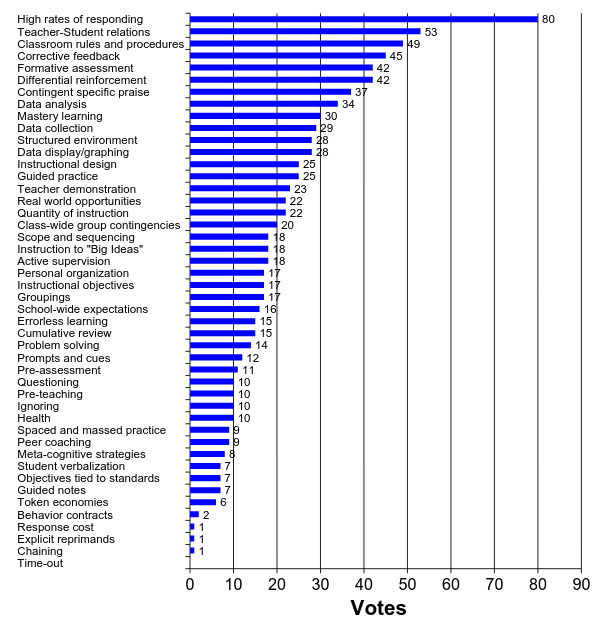 High rates of responding 80
Teacher-Student relations 53
Classroom rules and procedures 49
Corrective feedback 45
Formative assessment 42
Differential reinforcement 42
Contingent specific praise 37
Data analysis 34
Mastery learning 30
Data collection 29
Structured environment 28
Data display/graphing 28
Instructional design 25
Guided practice 25
Teacher demonstration 23
Real world opportunities 22
Quantity of instruction 22
Class-wide group contingencies 20
Scope and sequencing 18
Instruction to "Big Ideas" 18
Active supervision 18
Personal organization 17
Instructional objectives 17
Groupings 17
School-wide expectations 16
Errorless learning 15
Cumulative review 15
Problem solving 14
Prompts and cues 12
Pre-assessment 11
Questioning 10
Pre-teaching 10
Ignoring 10
Health 10
Spaced and massed practice 9
Peer coaching 9
Meta-cognitive strategies 8
Student verbalization 7
Objectives tied to standards 7
Guided notes 7
Token economies 6
Behavior contracts 2
Response cost 1
Explicit reprimands 1
Chaining 1
Time-out
0 10 20 30 40 50 60 70 80 90
Votes